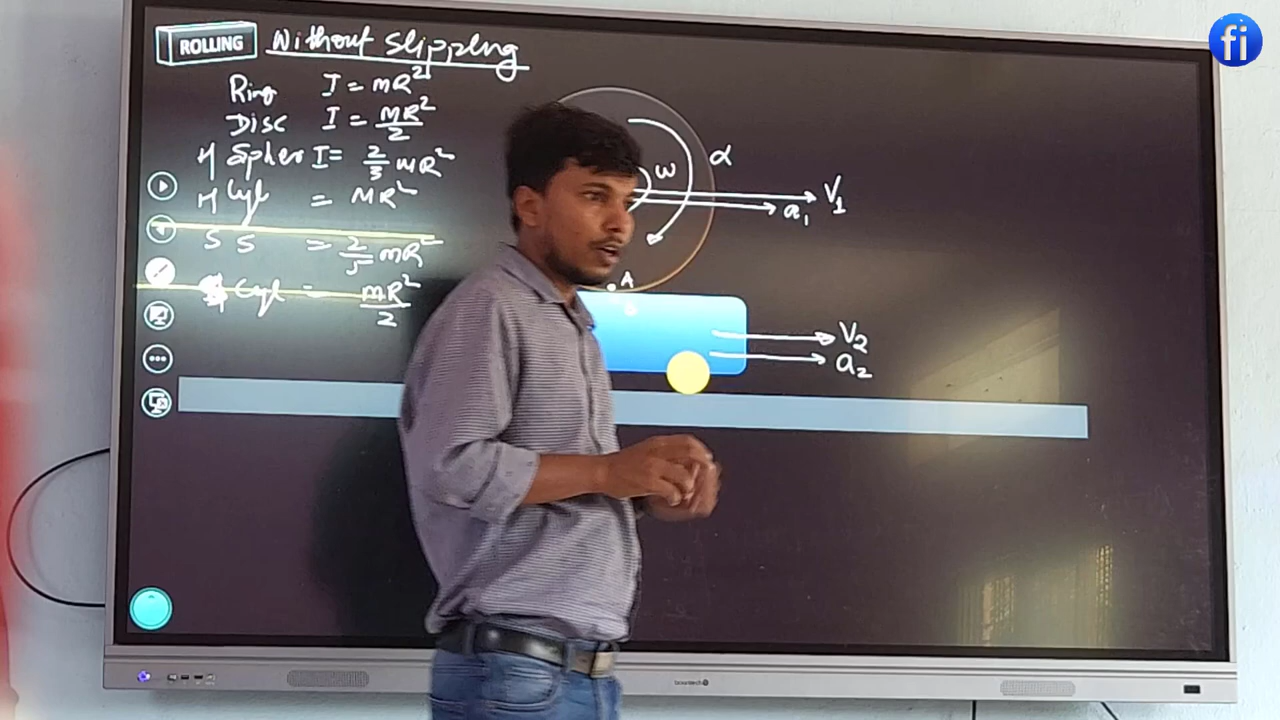 fi
ROLLING Without Slipping
Ring I = MR²
Disc I = MR²/2
H Spher I = 2/3 MR²
H Cyl = MR²
S S = 2/5 MR²
Cyl = MR²/2
α
ω
V₁
a₁
A
V₂
a₂